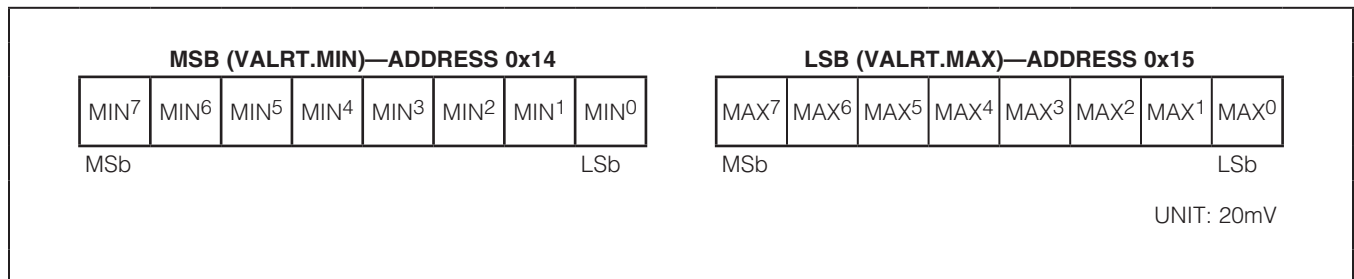 MSB (VALRT.MIN)—ADDRESS 0x14
MIN7 MIN6 MIN5 MIN4 MIN3 MIN2 MIN1 MIN0
MSb LSb
LSB (VALRT.MAX)—ADDRESS 0x15
MAX7 MAX6 MAX5 MAX4 MAX3 MAX2 MAX1 MAX0
MSb LSb
UNIT: 20mV